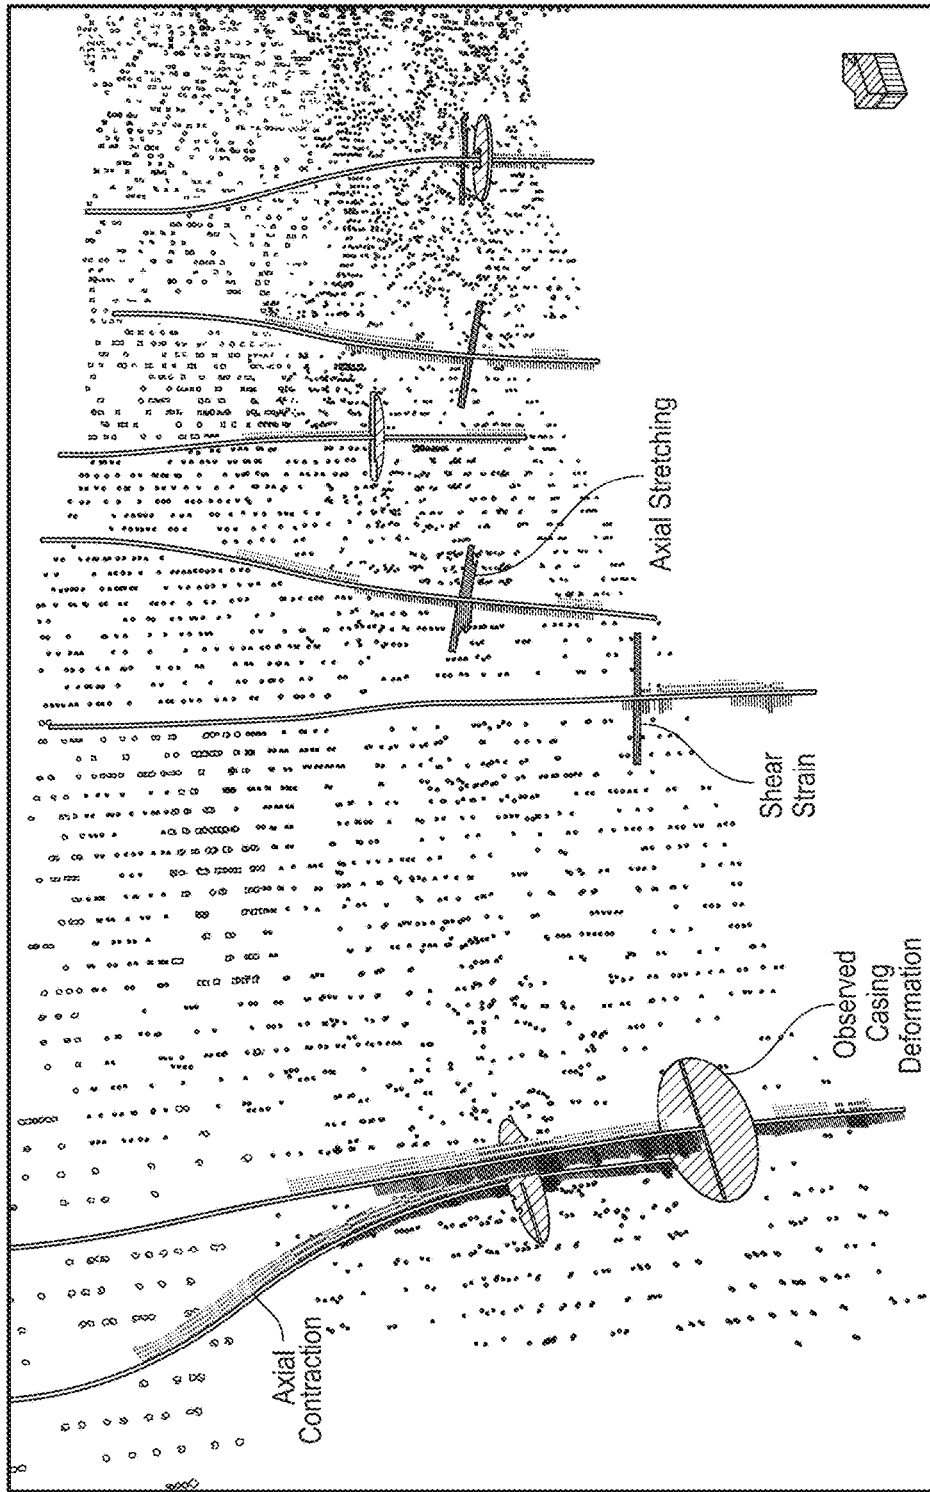 Axial
Contraction
Observed
Casing
Deformation
Shear
Strain
Axial Stretching